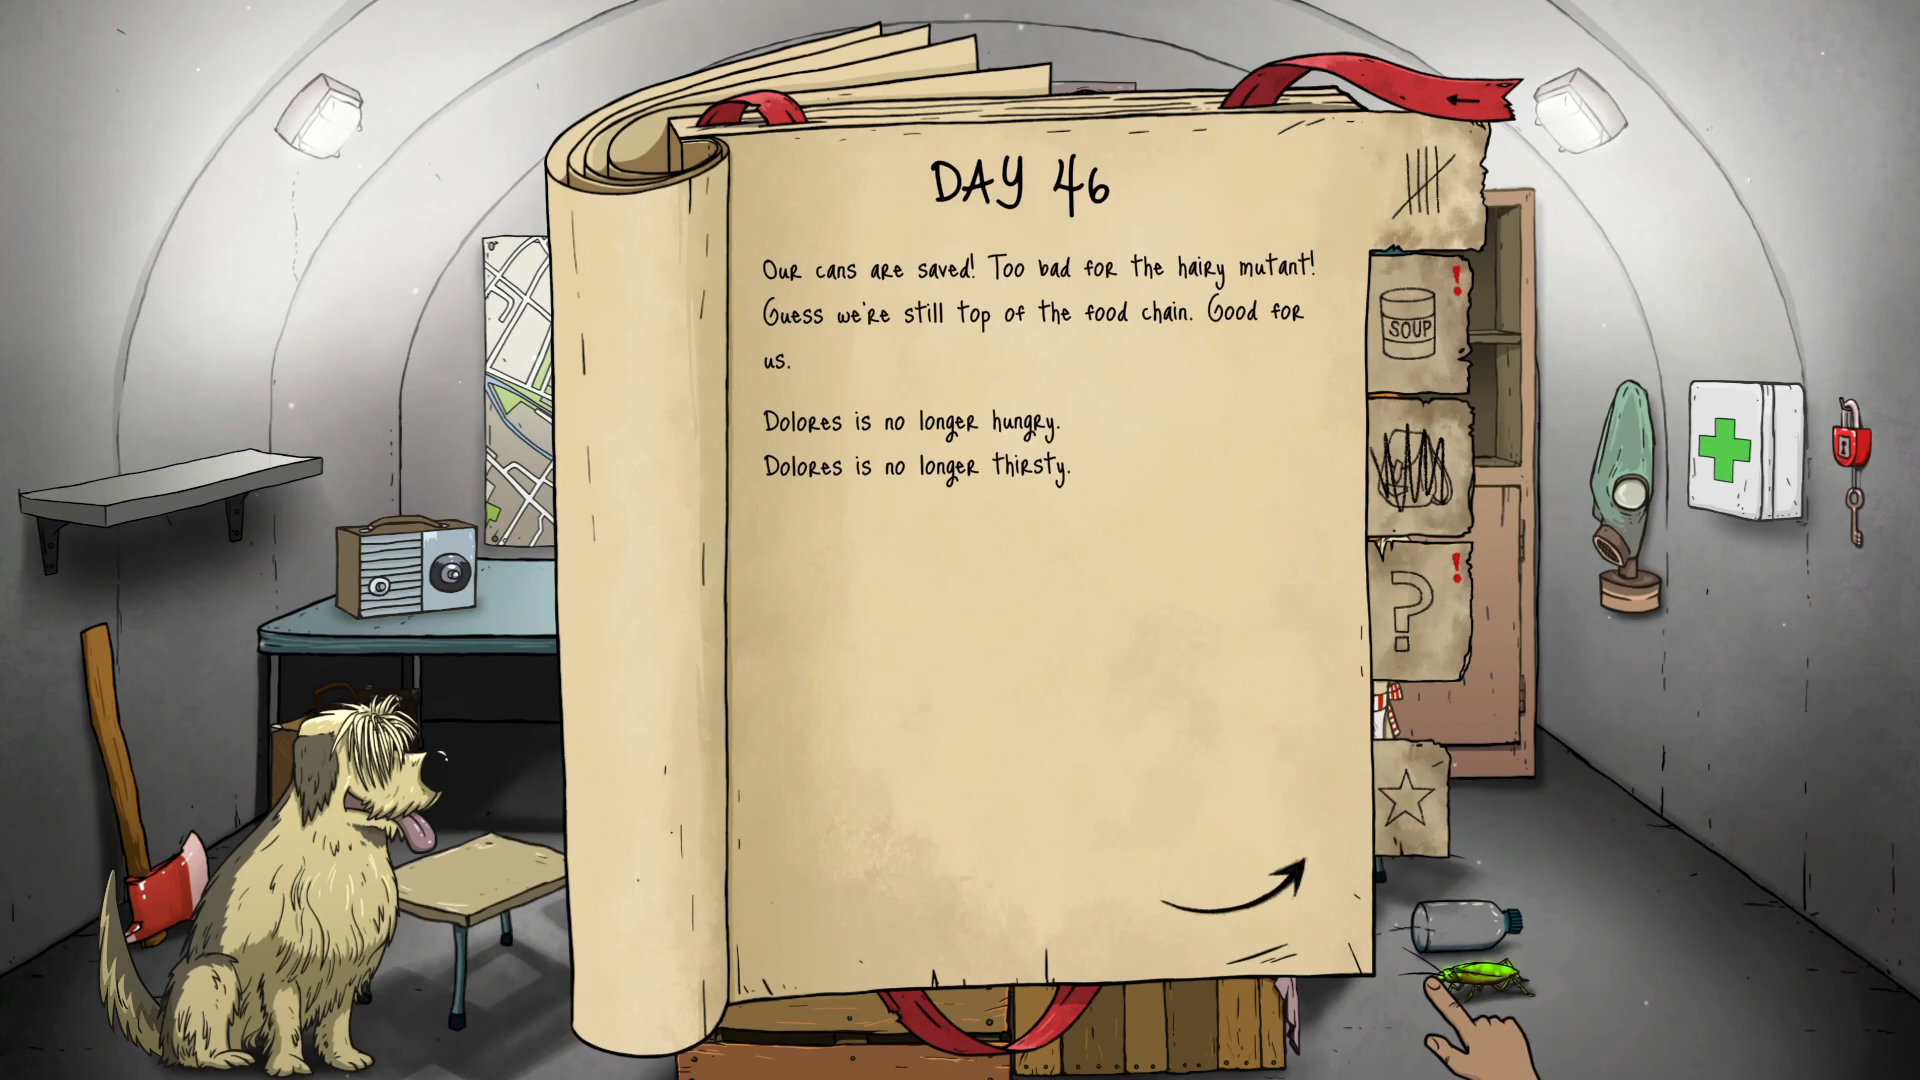 DAY 46
Our cans are saved! Too bad for the hairy mutant!
Guess we're still top of the food chain. Good for
us.
Dolores is no longer hungry.
Dolores is no longer thirsty.
!
SOUP
!
?